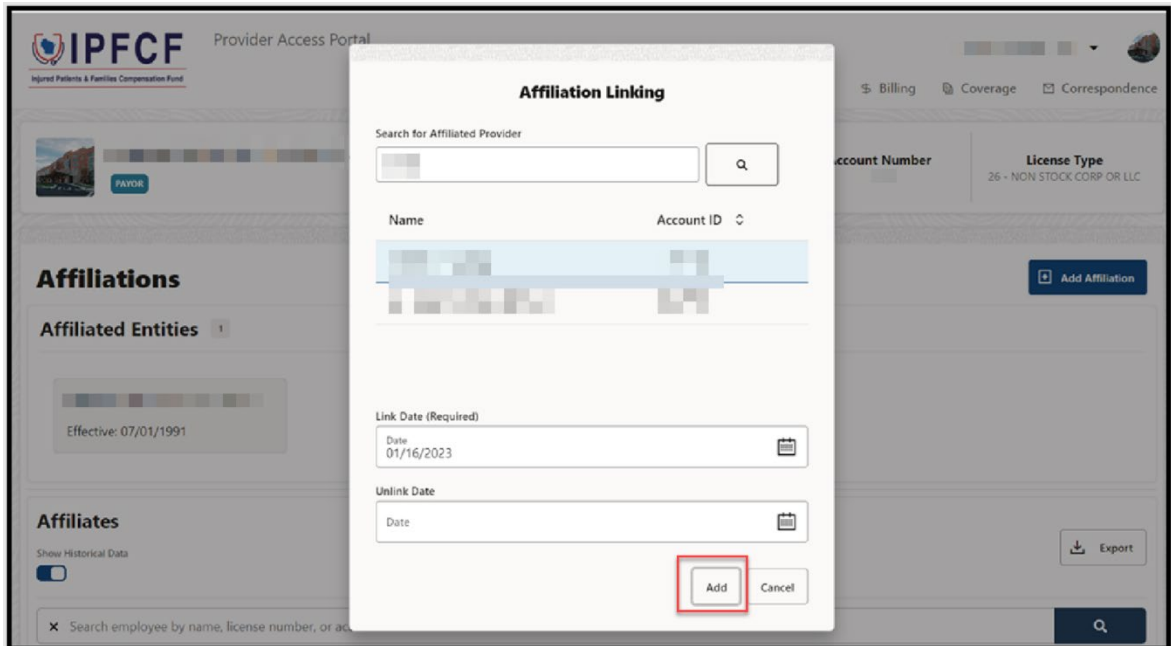 IPFCF
Injured Patients & Families Compensation Fund
Provider Access Portal
$ Billing
Coverage
Correspondence
PAYOR
Account Number
License Type
26 - NON STOCK CORP OR LLC
Affiliations
Add Affiliation
Affiliated Entities 1
Effective: 07/01/1991
Affiliates
Show Historical Data
Export
× Search employee by name, license number, or
Affiliation Linking
Search for Affiliated Provider
Name Account ID
Link Date (Required)
Date
01/16/2023
Unlink Date
Date
Add Cancel